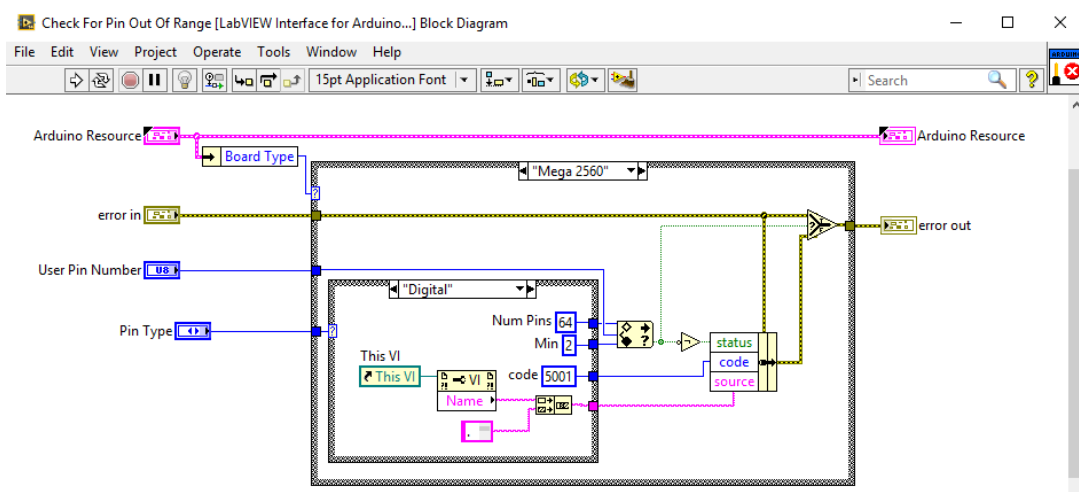 Check For Pin Out Of Range [LabVIEW Interface for Arduino...] Block Diagram
File Edit View Project Operate Tools Window Help
15pt Application Font
Search
ARDUINO
Arduino Resource
Arduino Resource
Board Type
"Mega 2560"
error in
error out
User Pin Number
U8
"Digital"
Num Pins 64
Pin Type
Min 2
status
This VI
code 5001
code
This VI
VI
source
Name
.